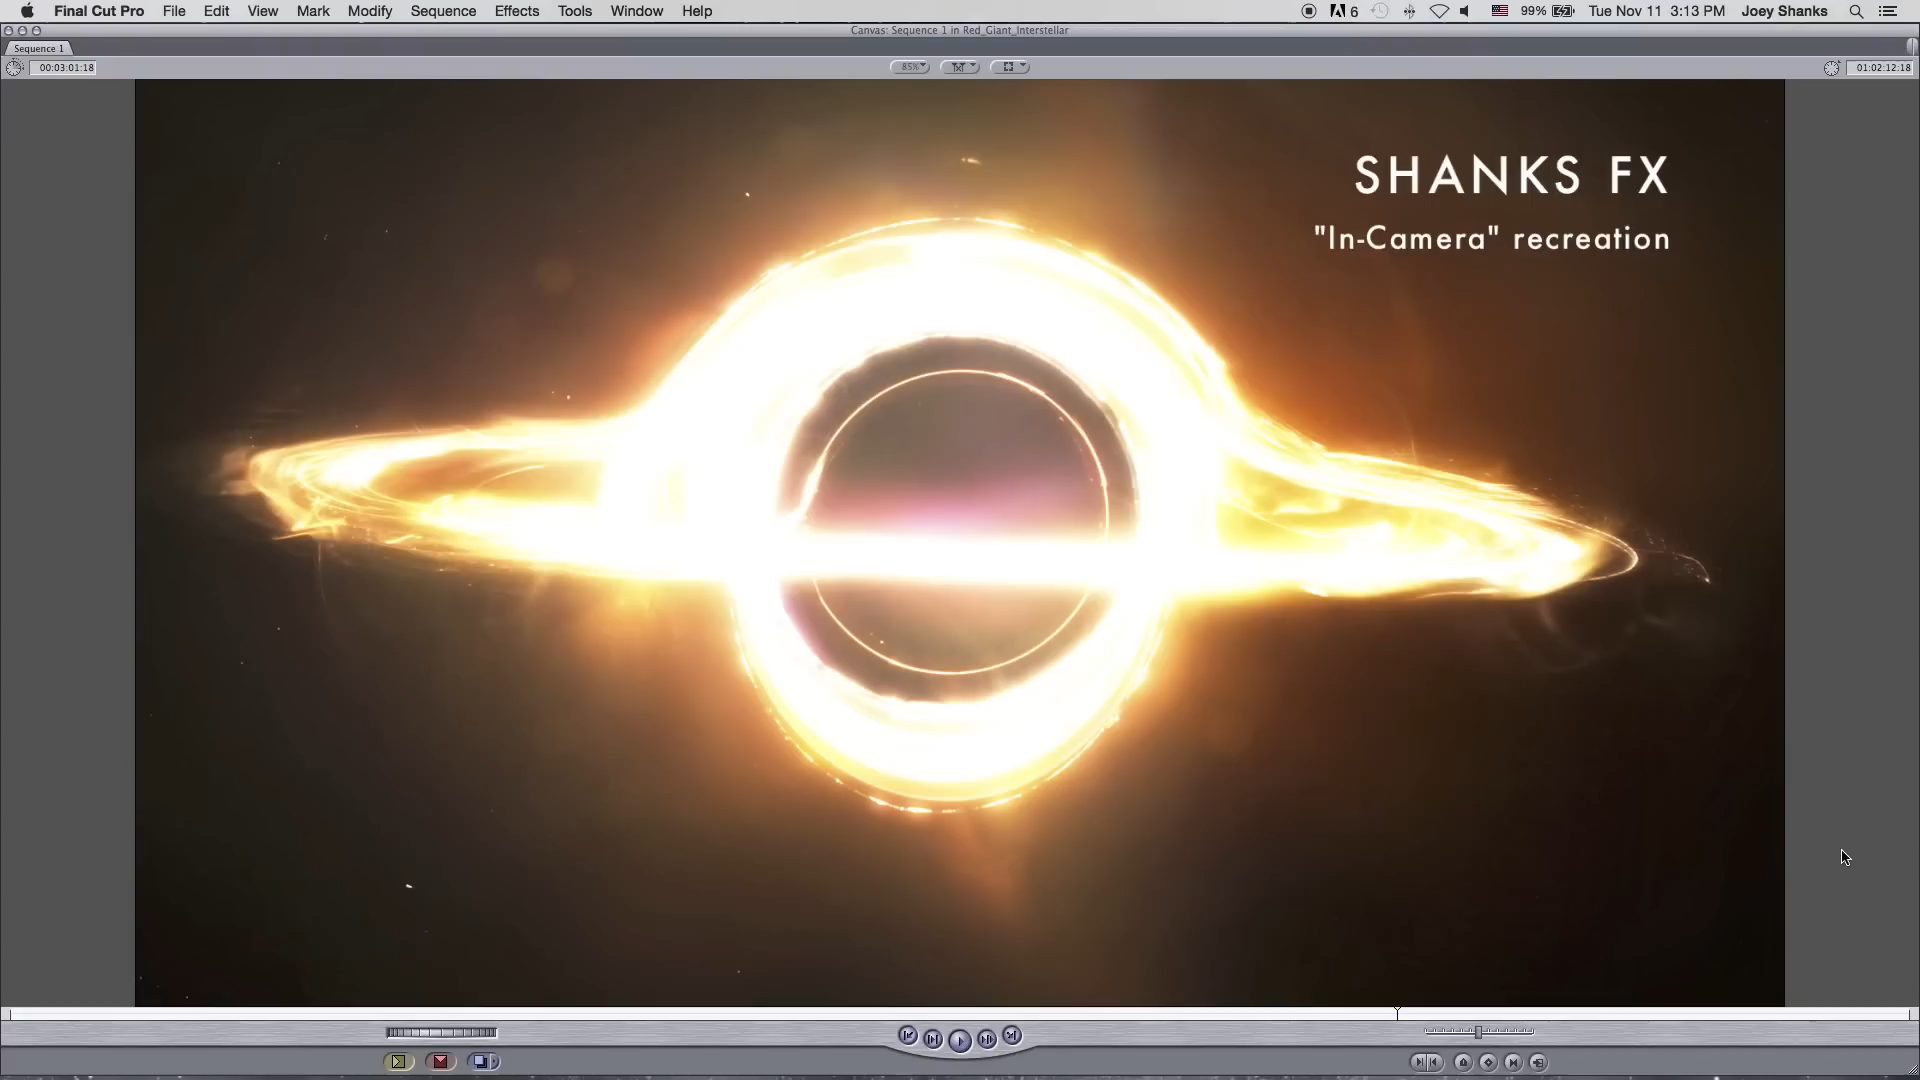 Final Cut Pro File Edit View Mark Modify Sequence Effects Tools Window Help 6 99% Tue Nov 11 3:13 PM Joey Shanks
Canvas: Sequence 1 in Red_Giant_Interstellar
Sequence 1
00:03:01:18 85% 01:02:12:18
SHANKS FX
"In-Camera" recreation